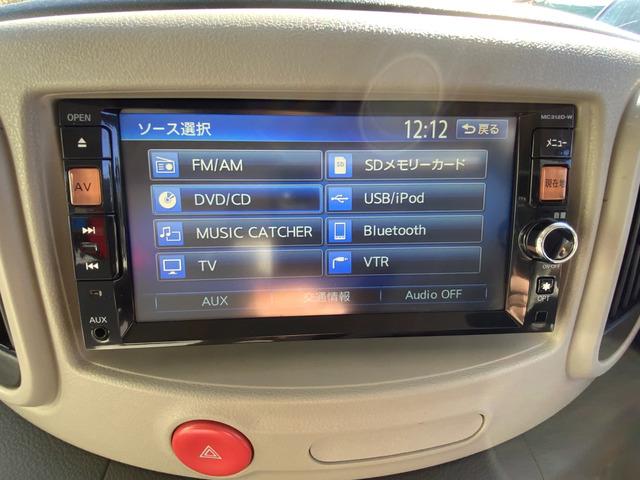 OPEN
MC312D-W
ソース選択
12:12
戻る
メニュー
AV
現在地
FM/AM
SDメモリーカード
DVD/CD
USB/iPod
MUSIC CATCHER
Bluetooth
TV
VTR
AUX
交通情報
Audio OFF
音量
OPT
AUX